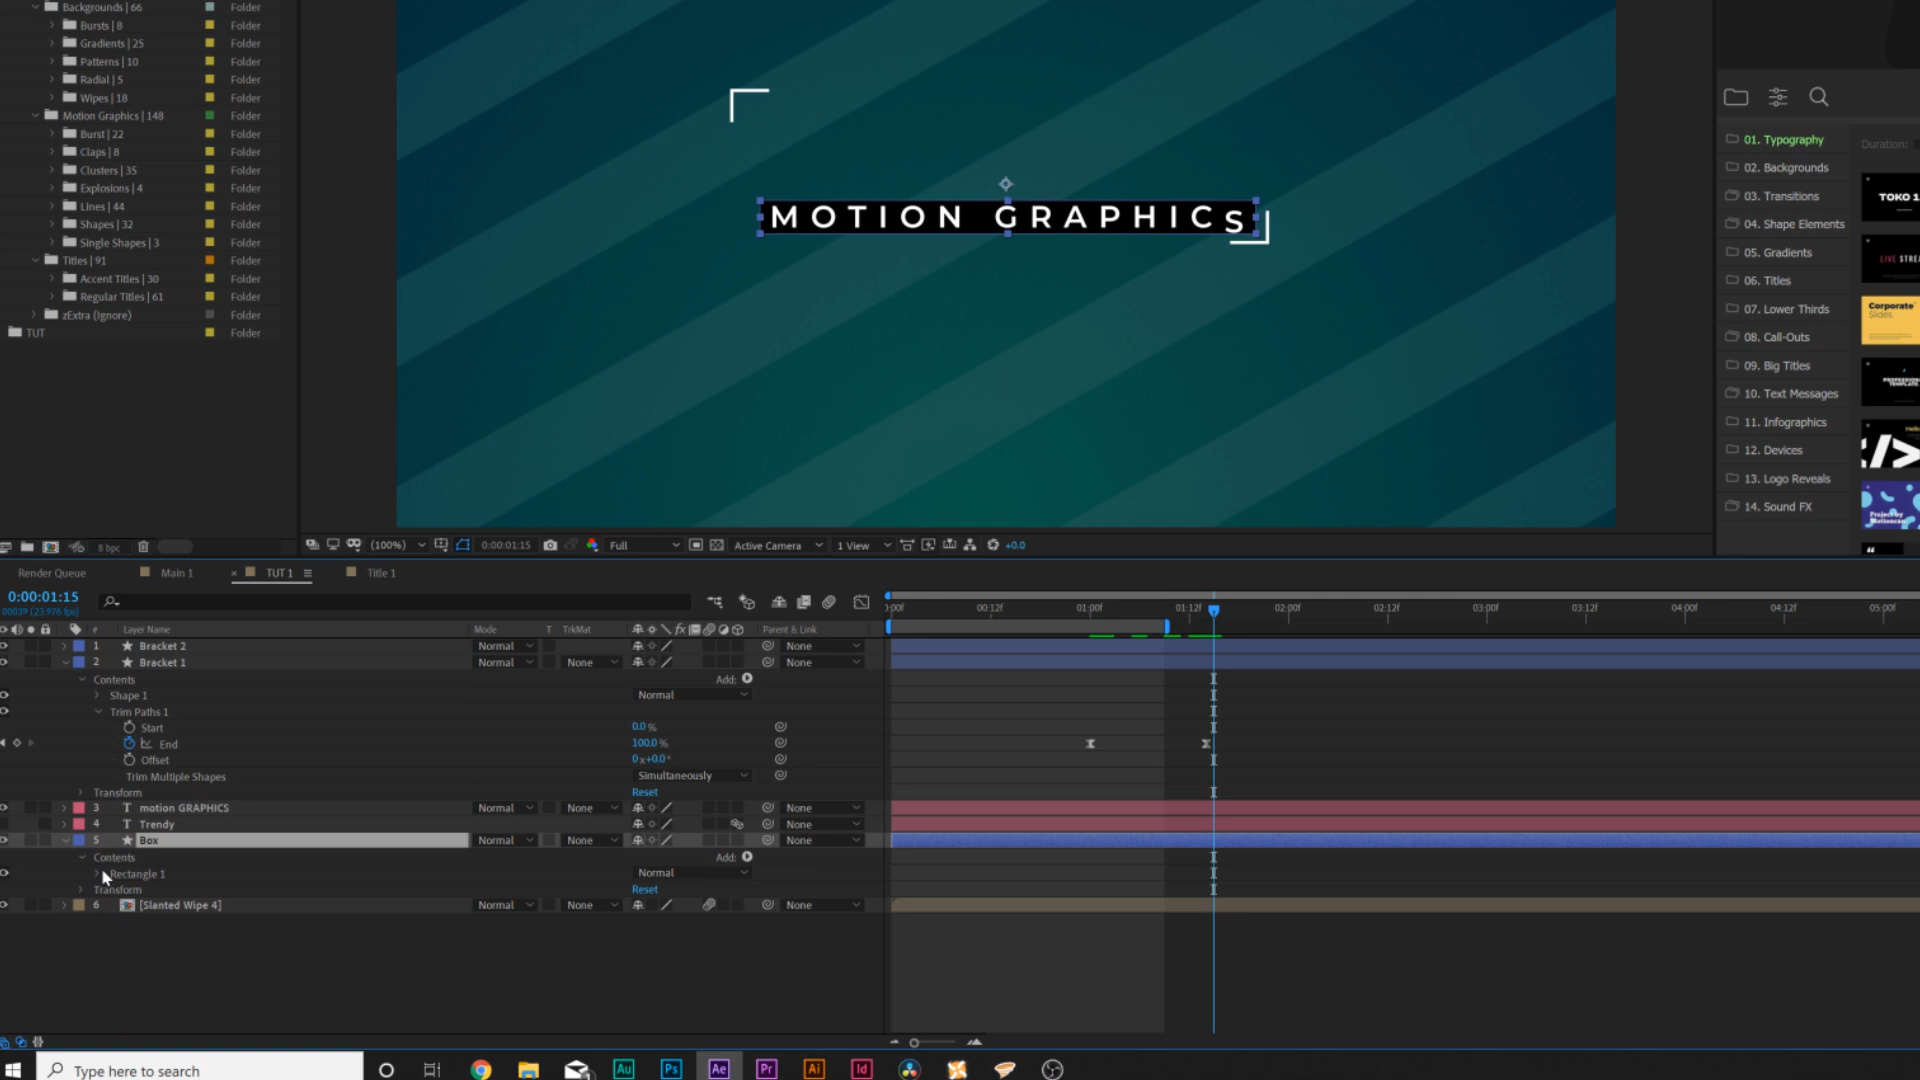 Backgrounds | 66 Folder
Bursts | 8 Folder
Gradients | 25 Folder
Patterns | 10 Folder
Radial | 5 Folder
Wipes | 18 Folder
Motion Graphics | 148 Folder
Burst | 22 Folder
Claps | 8 Folder
Clusters | 35 Folder
Explosions | 4 Folder
Lines | 44 Folder
Shapes | 32 Folder
Single Shapes | 3 Folder
Titles | 91 Folder
Accent Titles | 30 Folder
Regular Titles | 61 Folder
zExtra (Ignore) Folder
TUT Folder
8 bpc
MOTION GRAPHICS
(100%) 0:00:01:15 Full Active Camera 1 View +0.0
01. Typography
02. Backgrounds
03. Transitions
04. Shape Elements
05. Gradients
06. Titles
07. Lower Thirds
08. Call-Outs
09. Big Titles
10. Text Messages
11. Infographics
12. Devices
13. Logo Reveals
14. Sound FX
Duration:
TOKO 1
LIVE STRE
Corporate
Slides
Render Queue Main 1 × TUT 1 Title 1
0:00:01:15
00039 (23.976 fps)
:00f 00:12f 01:00f 01:12f 02:00f 02:12f 03:00f 03:12f 04:00f 04:12f 05:00f
# Layer Name Mode T TrkMat fx Parent & Link
1 Bracket 2 Normal None
2 Bracket 1 Normal None None
Contents Add:
Shape 1 Normal
Trim Paths 1
Start 0.0 %
End 100.0 %
Offset 0 x+0.0°
Trim Multiple Shapes Simultaneously
Transform Reset
3 T motion GRAPHICS Normal None None
4 T Trendy Normal None None
5 Box Normal None None
Contents Add:
Rectangle 1 Normal
Transform Reset
6 [Slanted Wipe 4] Normal None None
Type here to search
Au Ps Ae Pr Ai Id